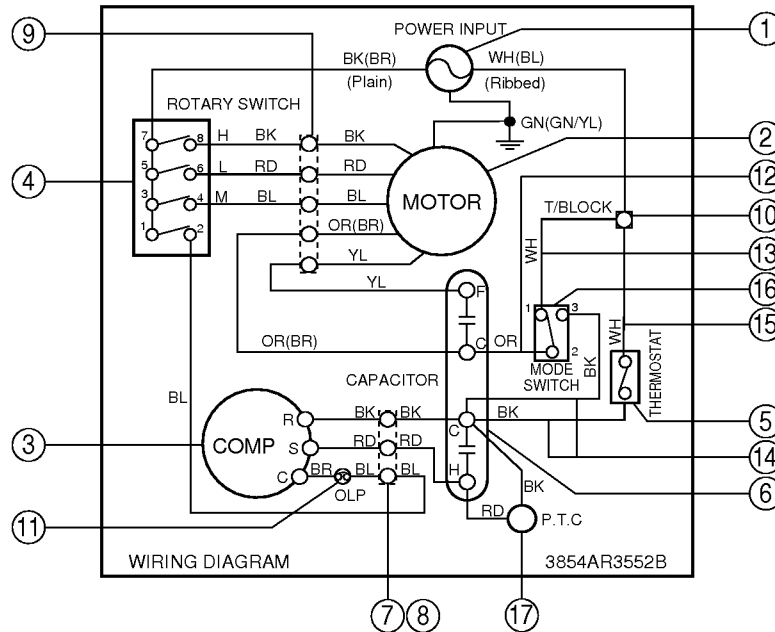 9
POWER INPUT
1
BK(BR)
WH(BL)
(Plain)
(Ribbed)
ROTARY SWITCH
GN(GN/YL)
2
7
8
H
BK
BK
12
5
6
L
RD
RD
4
MOTOR
T/BLOCK
10
3
4
M
BL
BL
1
2
OR(BR)
WH
13
YL
16
YL
F
1
3
15
OR(BR)
C
OR
2
WH
BK
MODE
SWITCH
THERMOSTAT
CAPACITOR
BL
R
BK
BK
C
BK
5
3
COMP
S
RD
RD
14
C
BR
BL
BL
H
6
OLP
BK
11
RD
P.T.C
WIRING DIAGRAM
3854AR3552B
7
8
17